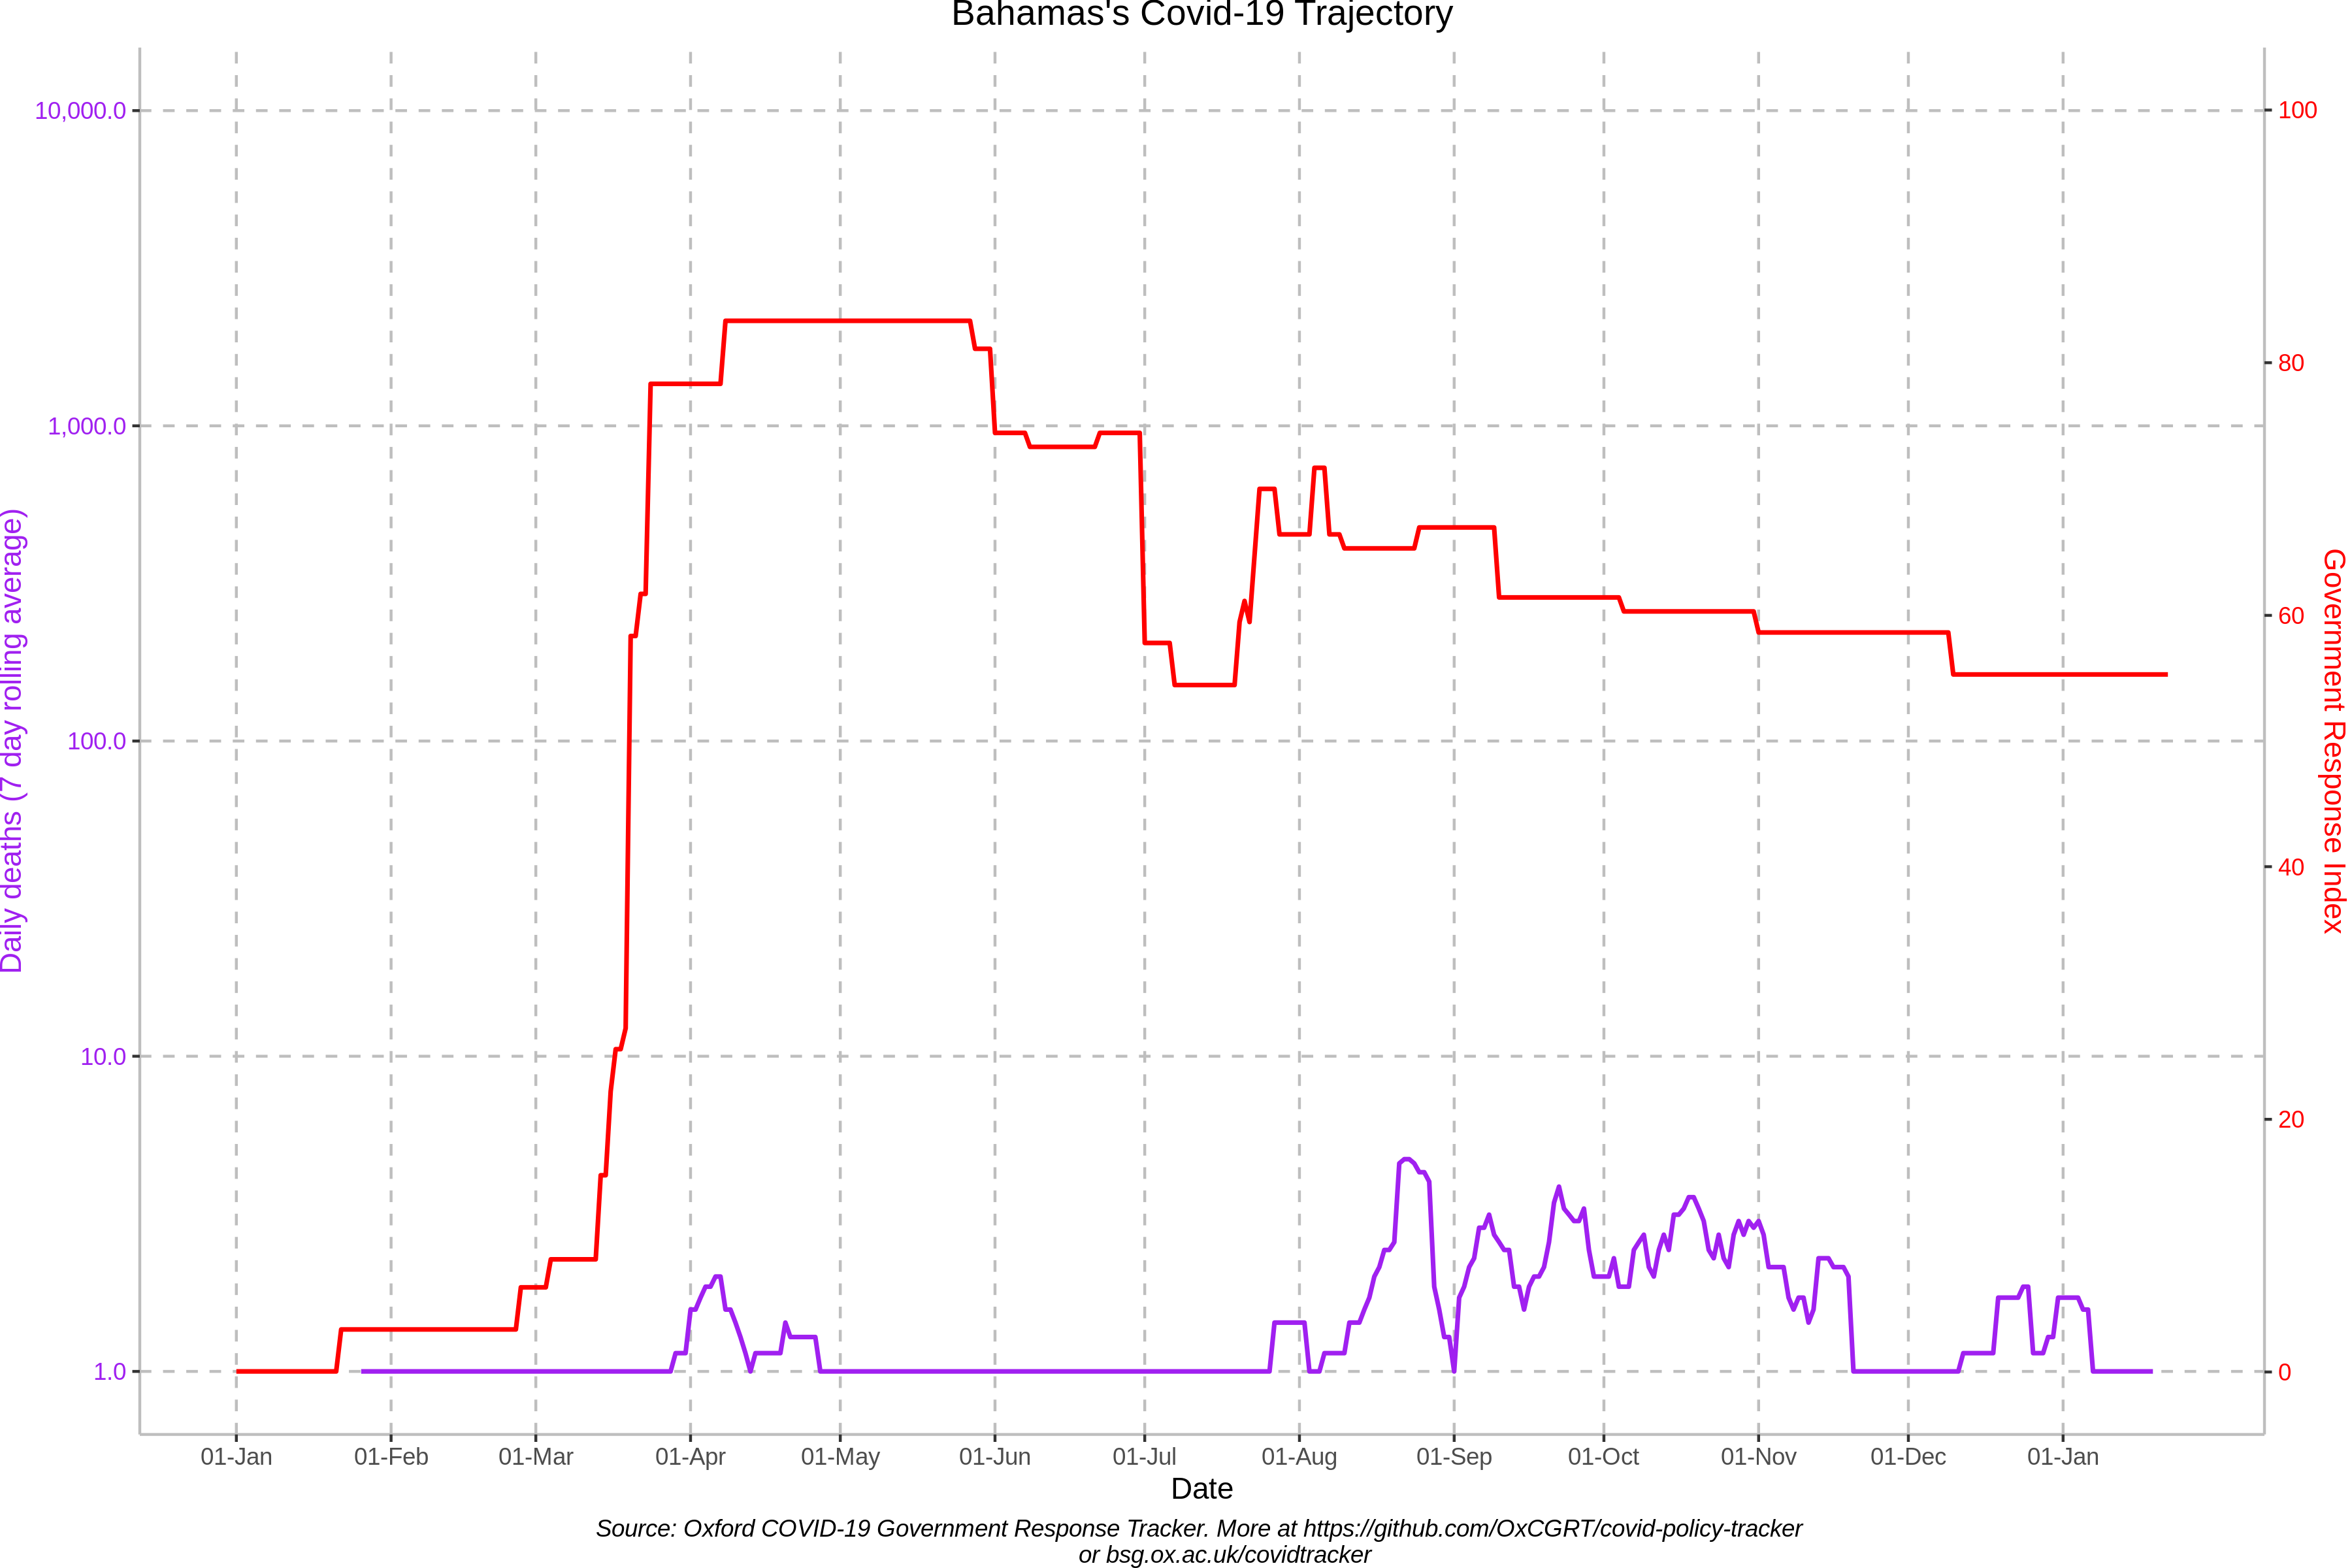 Bahamas's Covid-19 Trajectory
10,000.0
1,000.0
100.0
10.0
1.0
Daily deaths (7 day rolling average)
100
80
60
40
20
0
Government Response Index
01-Jan 01-Feb 01-Mar 01-Apr 01-May 01-Jun 01-Jul 01-Aug 01-Sep 01-Oct 01-Nov 01-Dec 01-Jan
Date
Source: Oxford COVID-19 Government Response Tracker. More at https://github.com/OxCGRT/covid-policy-tracker
or bsg.ox.ac.uk/covidtracker